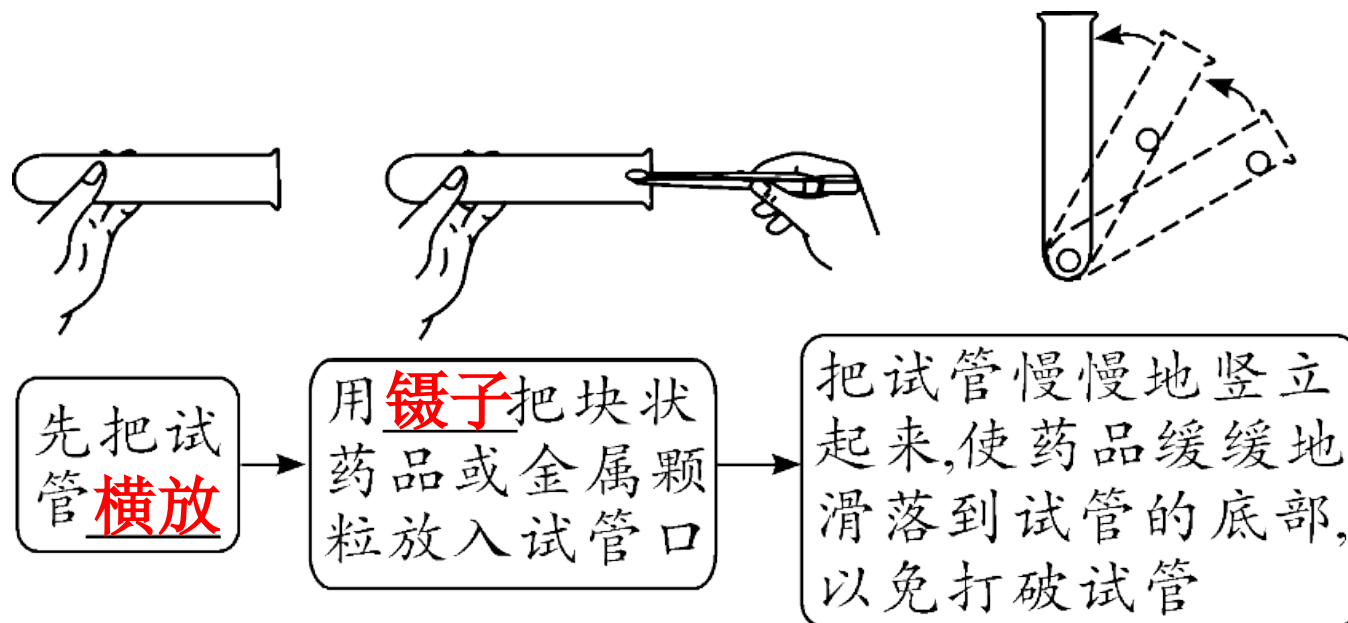 先把试
管横放
用镊子把块状
药品或金属颗
粒放入试管口
把试管慢慢地竖立
起来,使药品缓缓地
滑落到试管的底部,
以免打破试管